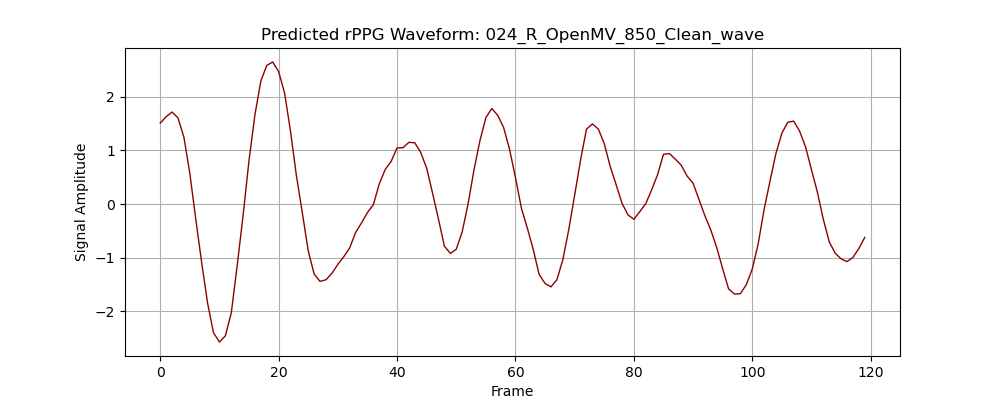 Predicted rPPG Waveform: 024_R_OpenMV_850_Clean_wave
Signal Amplitude
2
1
0
−1
−2
0 20 40 60 80 100 120
Frame